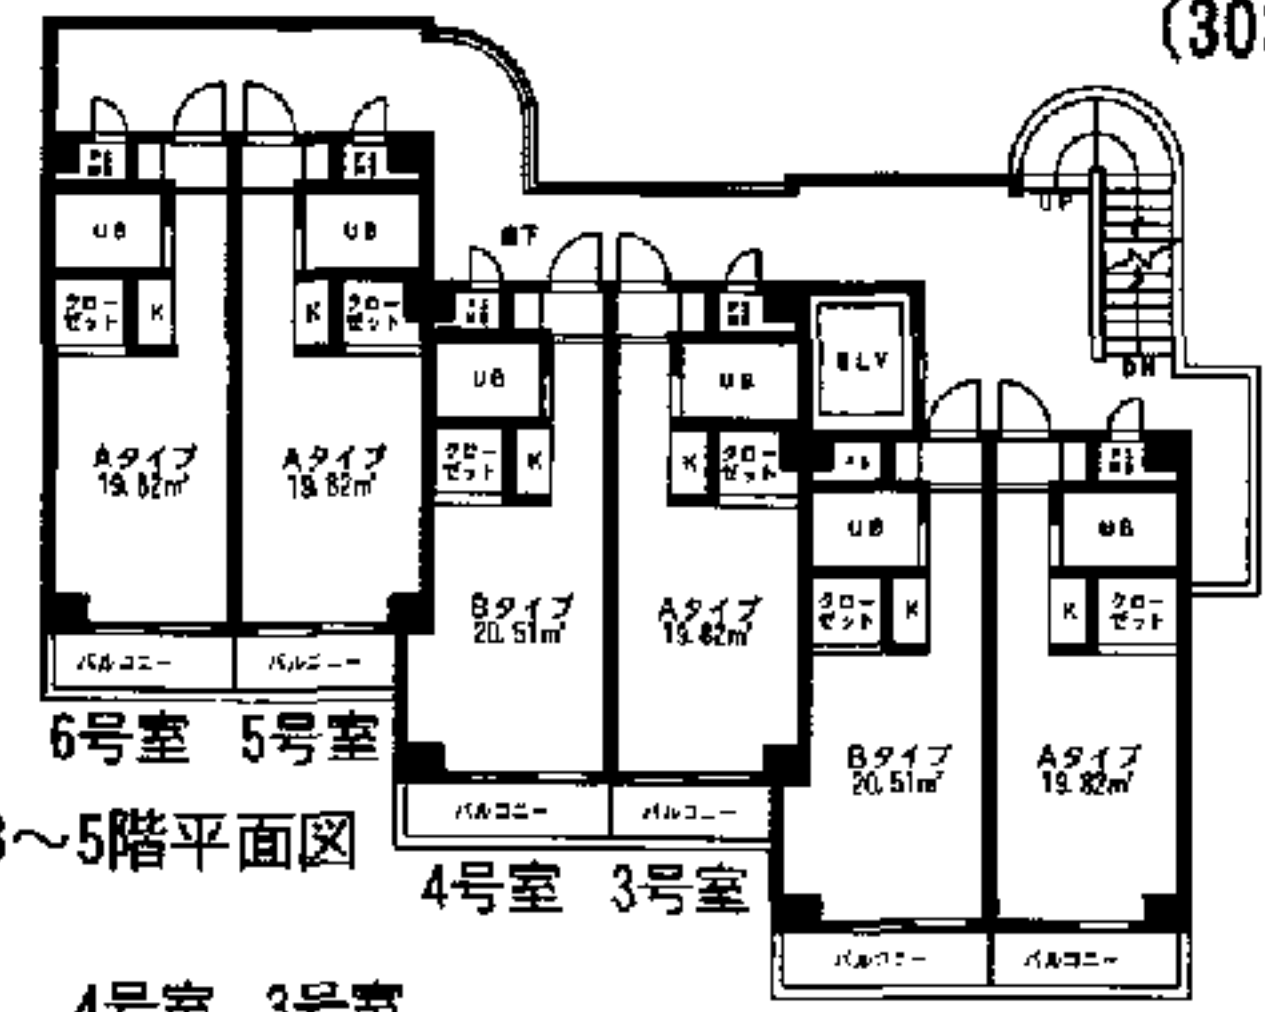 (30
UB
UB
廊下
UP
クロー
ゼット
K
K
クロー
ゼット
UB
UB
ELV
DN
Aタイプ
19.82㎡
Aタイプ
19.82㎡
クロー
ゼット
K
K
クロー
ゼット
UB
UB
クロー
ゼット
K
K
クロー
ゼット
Bタイプ
20.51㎡
Aタイプ
19.82㎡
バルコニー
バルコニー
6号室
5号室
Bタイプ
20.51㎡
Aタイプ
19.82㎡
バルコニー
バルコニー
3～5階平面図
4号室
3号室
バルコニー
バルコニー
4号室
3号室